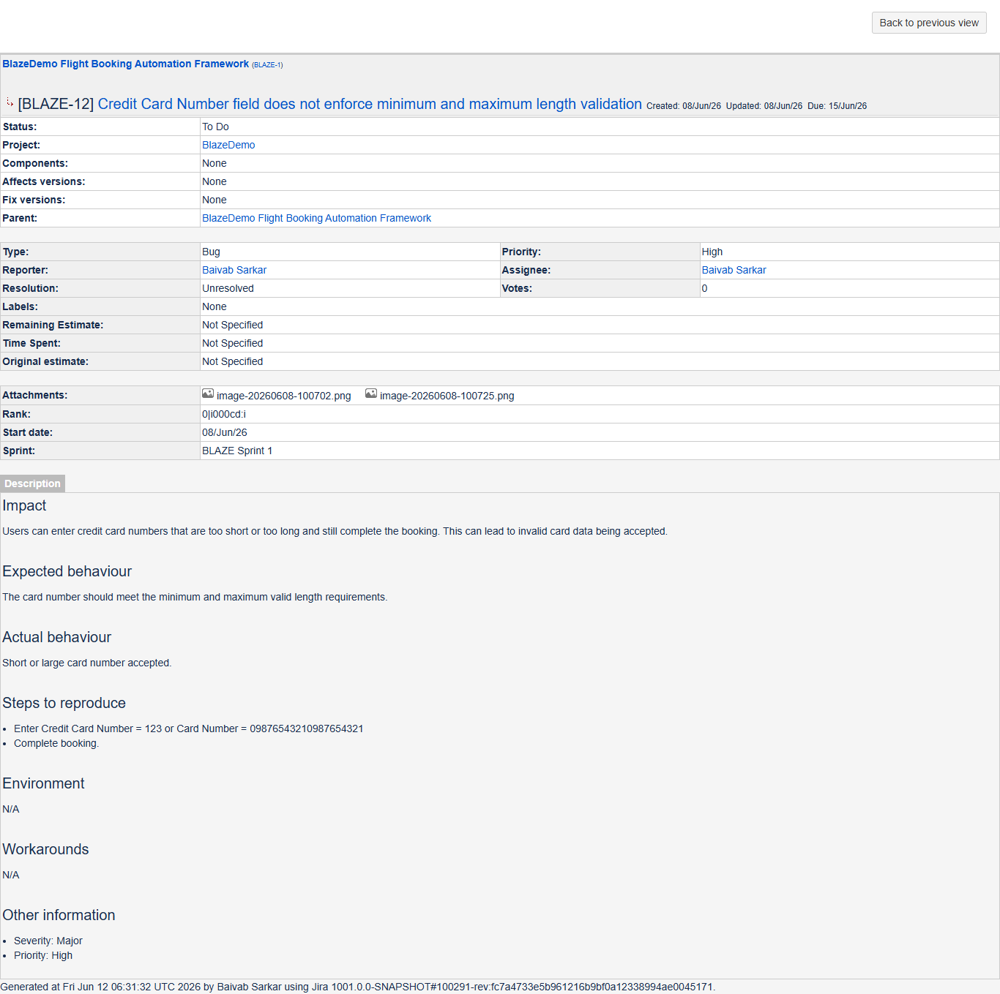 Back to previous view
BlazeDemo Flight Booking Automation Framework (BLAZE-1)
[BLAZE-12] Credit Card Number field does not enforce minimum and maximum length validation Created: 08/Jun/26 Updated: 08/Jun/26 Due: 15/Jun/26
Status: To Do
Project: BlazeDemo
Components: None
Affects versions: None
Fix versions: None
Parent: BlazeDemo Flight Booking Automation Framework
Type: Bug Priority: High
Reporter: Baivab Sarkar Assignee: Baivab Sarkar
Resolution: Unresolved Votes: 0
Labels: None
Remaining Estimate: Not Specified
Time Spent: Not Specified
Original estimate: Not Specified
Attachments: image-20260608-100702.png image-20260608-100725.png
Rank: 0|i000cd:i
Start date: 08/Jun/26
Sprint: BLAZE Sprint 1
Description
Impact
Users can enter credit card numbers that are too short or too long and still complete the booking. This can lead to invalid card data being accepted.
Expected behaviour
The card number should meet the minimum and maximum valid length requirements.
Actual behaviour
Short or large card number accepted.
Steps to reproduce
• Enter Credit Card Number = 123 or Card Number = 09876543210987654321
• Complete booking.
Environment
N/A
Workarounds
N/A
Other information
• Severity: Major
• Priority: High
Generated at Fri Jun 12 06:31:32 UTC 2026 by Baivab Sarkar using Jira 1001.0.0-SNAPSHOT#100291-rev:fc7a4733e5b961216b9bf0a12338994ae0045171.